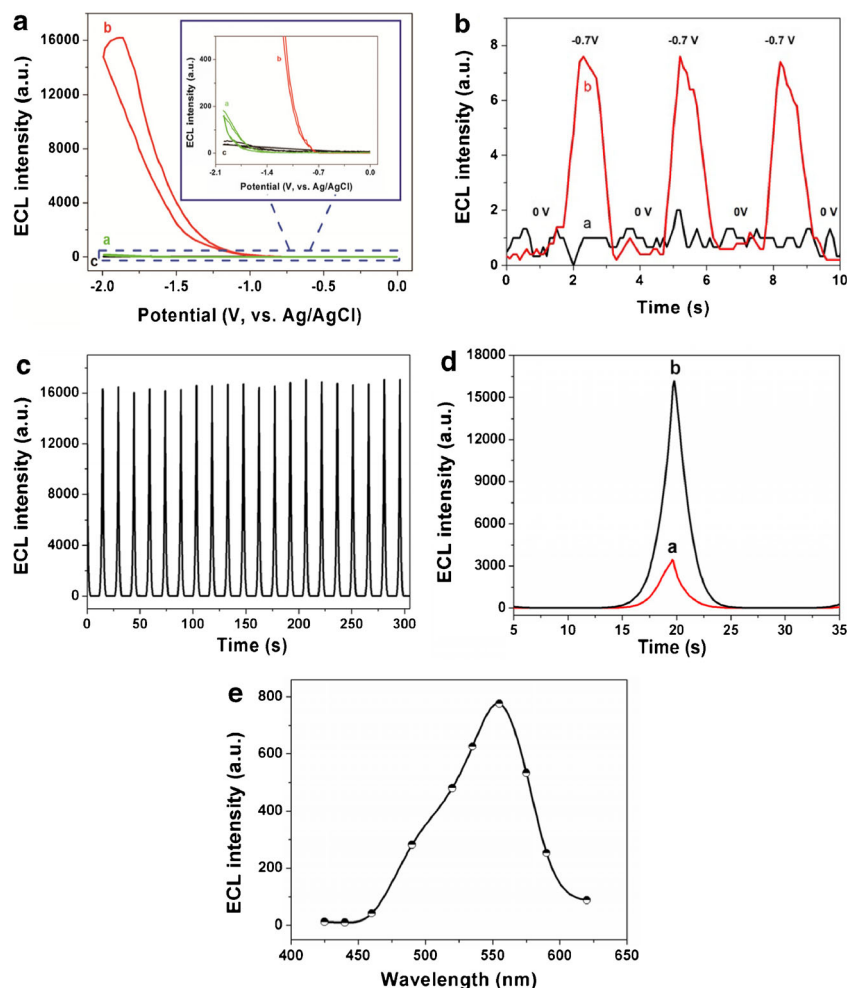 a
ECL intensity (a.u.)
16000
12000
8000
4000
0
b
a
c
-2.0 -1.5 -1.0 -0.5 0.0
Potential (V, vs. Ag/AgCl)
ECL intensity (a.u.)
400
200
0
b
a
c
-2.1 -1.4 -0.7 0.0
Potential (V, vs. Ag/AgCl)
b
ECL intensity (a.u.)
8
6
4
2
0
-0.7V -0.7 V -0.7 V
b
0 V 0 V 0V 0 V
a
0 2 4 6 8 10
Time (s)
c
ECL intensity (a.u.)
16000
12000
8000
4000
0
0 50 100 150 200 250 300
Time (s)
d
ECL intensity (a.u.)
18000
15000
12000
9000
6000
3000
0
b
a
5 10 15 20 25 30 35
Time (s)
e
ECL intensity (a.u.)
800
600
400
200
0
400 450 500 550 600 650
Wavelength (nm)